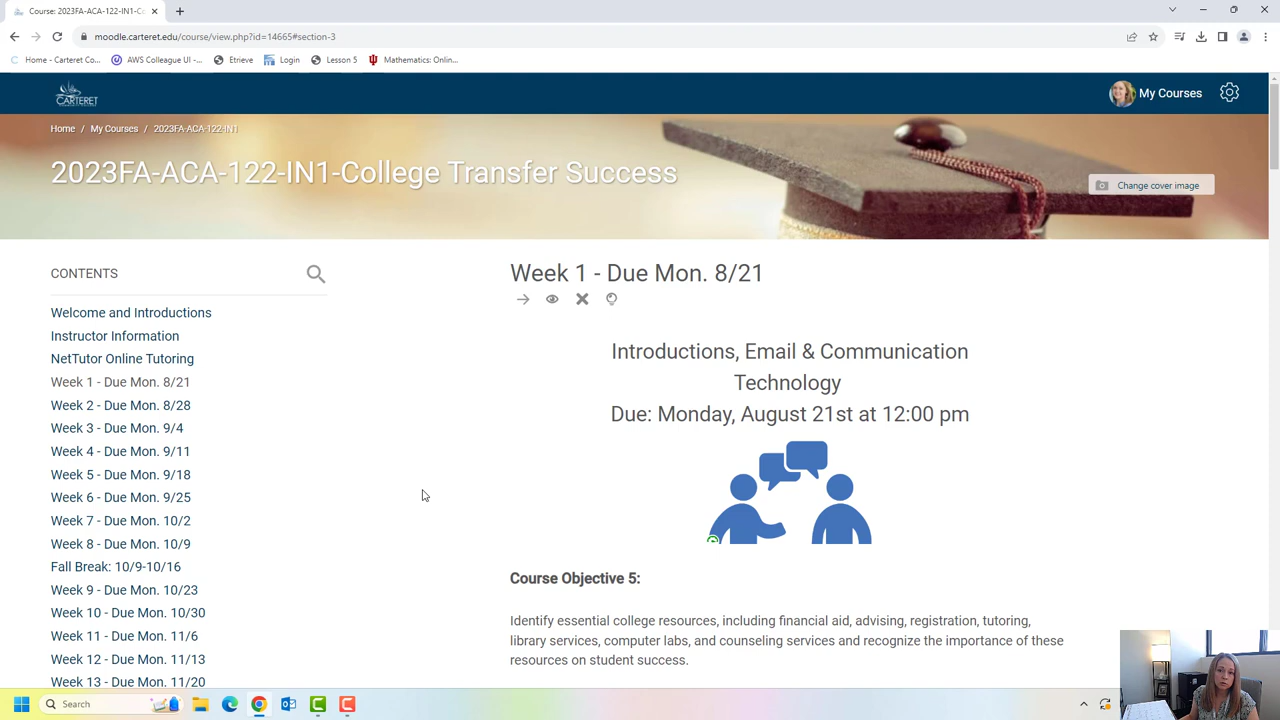 Course: 2023FA-ACA-122-IN1-C
moodle.carteret.edu/course/view.php?id=14665#section-3
Home - Carteret Co...
AWS Colleague UI -...
Etrieve
Login
Lesson 5
Mathematics: Onlin...
CARTERET
My Courses
Home / My Courses / 2023FA-ACA-122-IN1
2023FA-ACA-122-IN1-College Transfer Success
Change cover image
CONTENTS
Welcome and Introductions
Instructor Information
NetTutor Online Tutoring
Week 1 - Due Mon. 8/21
Week 2 - Due Mon. 8/28
Week 3 - Due Mon. 9/4
Week 4 - Due Mon. 9/11
Week 5 - Due Mon. 9/18
Week 6 - Due Mon. 9/25
Week 7 - Due Mon. 10/2
Week 8 - Due Mon. 10/9
Fall Break: 10/9-10/16
Week 9 - Due Mon. 10/23
Week 10 - Due Mon. 10/30
Week 11 - Due Mon. 11/6
Week 12 - Due Mon. 11/13
Week 13 - Due Mon. 11/20
Week 1 - Due Mon. 8/21
Introductions, Email & Communication
Technology
Due: Monday, August 21st at 12:00 pm
Course Objective 5:
Identify essential college resources, including financial aid, advising, registration, tutoring,
library services, computer labs, and counseling services and recognize the importance of these
resources on student success.
Search